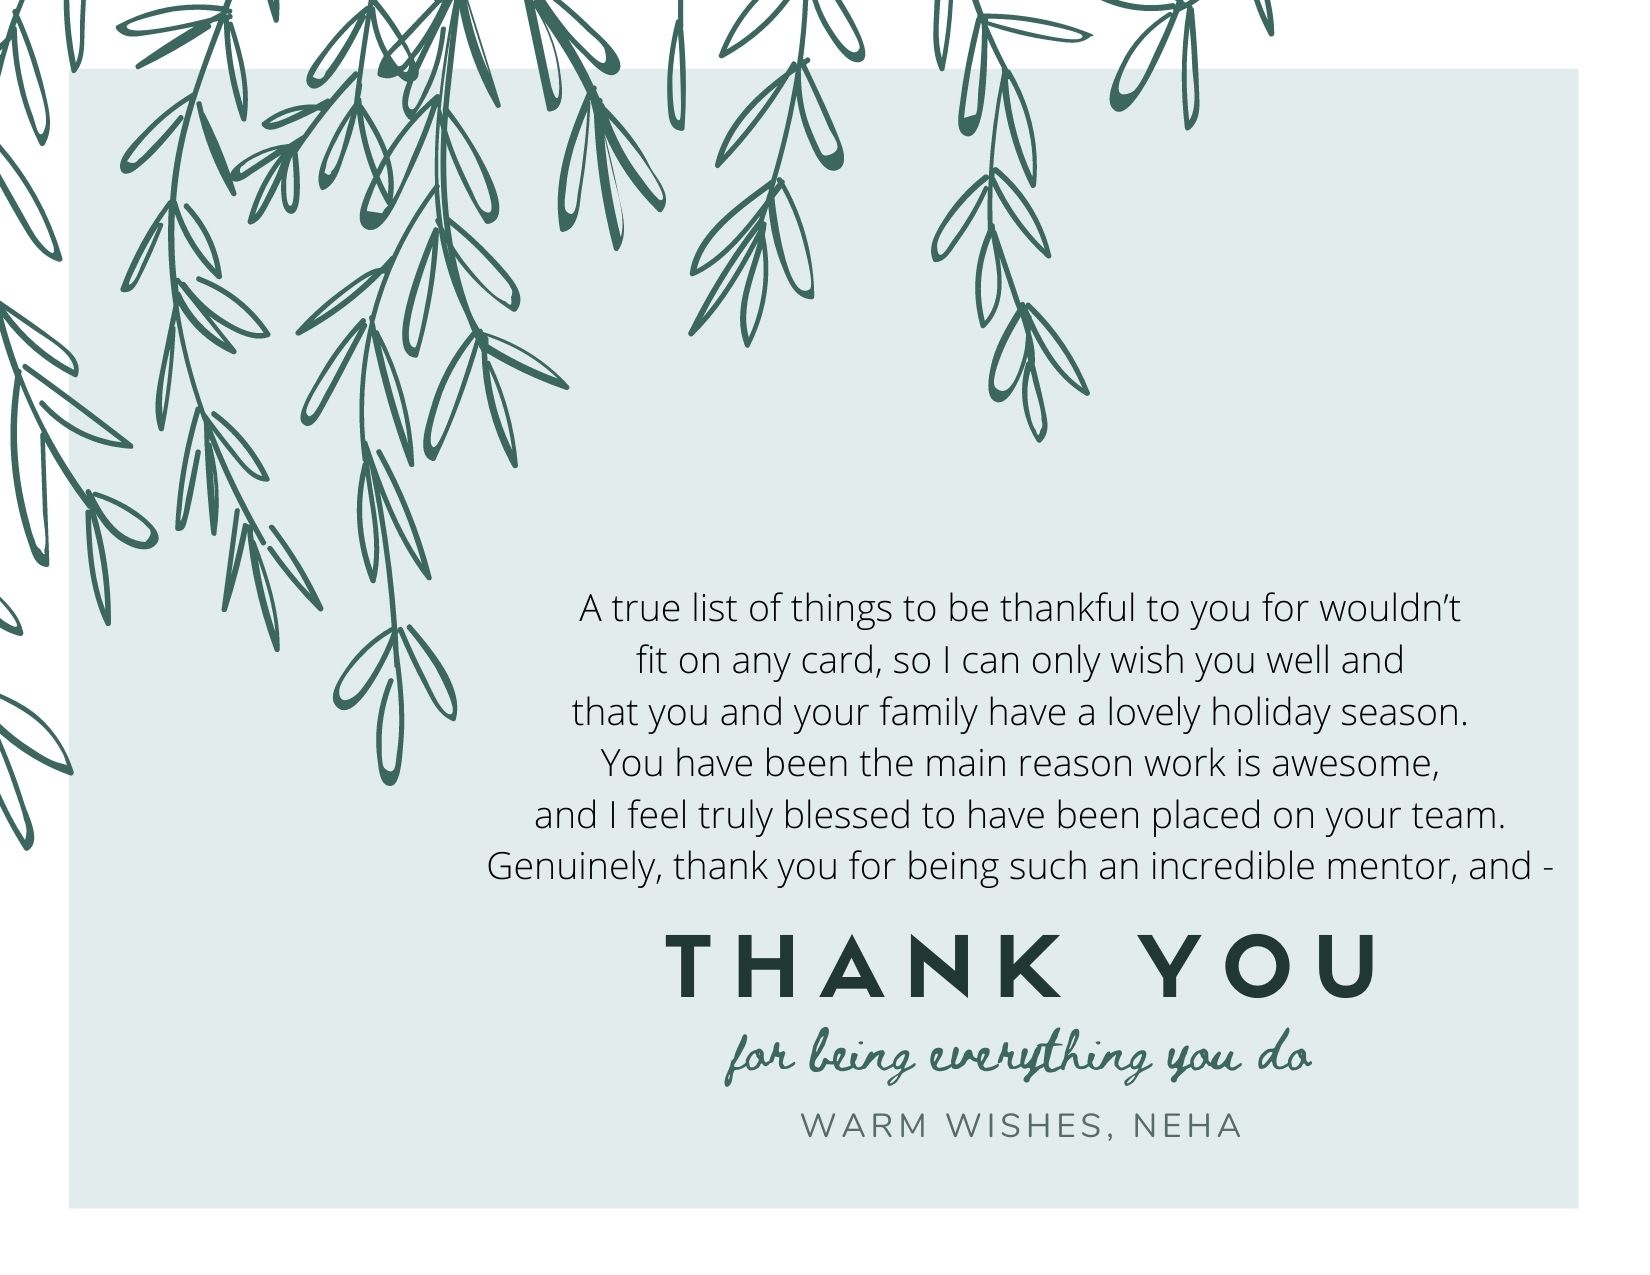 A true list of things to be thankful to you for wouldn’t
fit on any card, so I can only wish you well and
that you and your family have a lovely holiday season.
You have been the main reason work is awesome,
and I feel truly blessed to have been placed on your team.
Genuinely, thank you for being such an incredible mentor, and -
THANK YOU
for being everything you do
WARM WISHES, NEHA